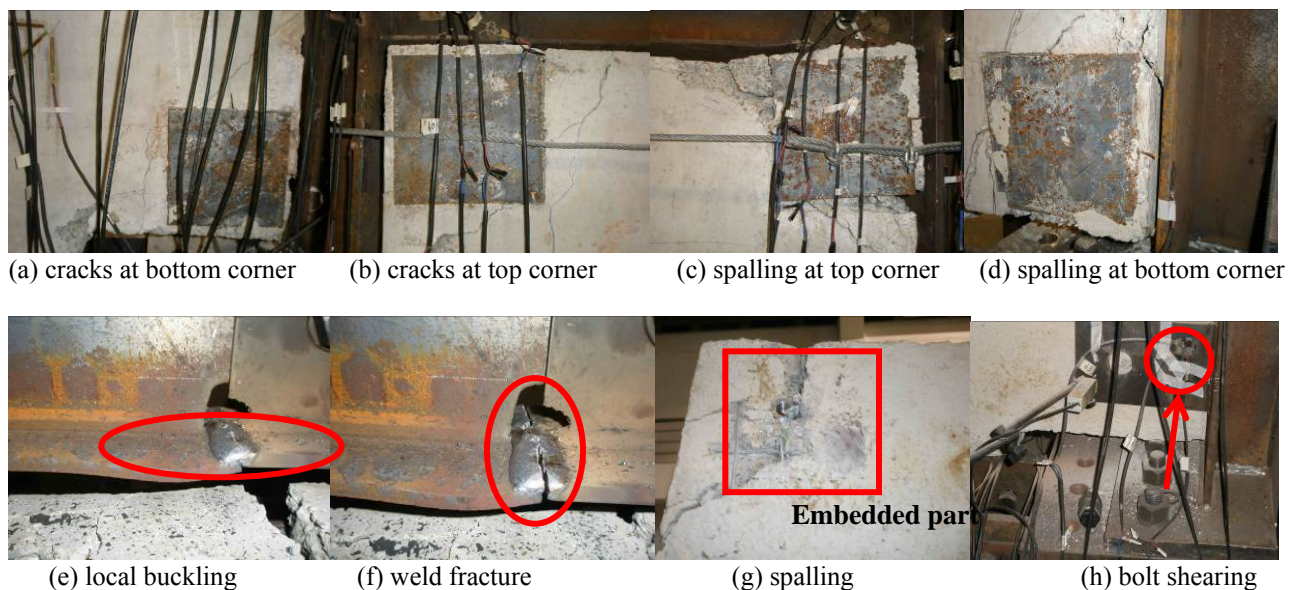 (a) cracks at bottom corner
(b) cracks at top corner
(c) spalling at top corner
(d) spalling at bottom corner
Embedded part
(e) local buckling
(f) weld fracture
(g) spalling
(h) bolt shearing